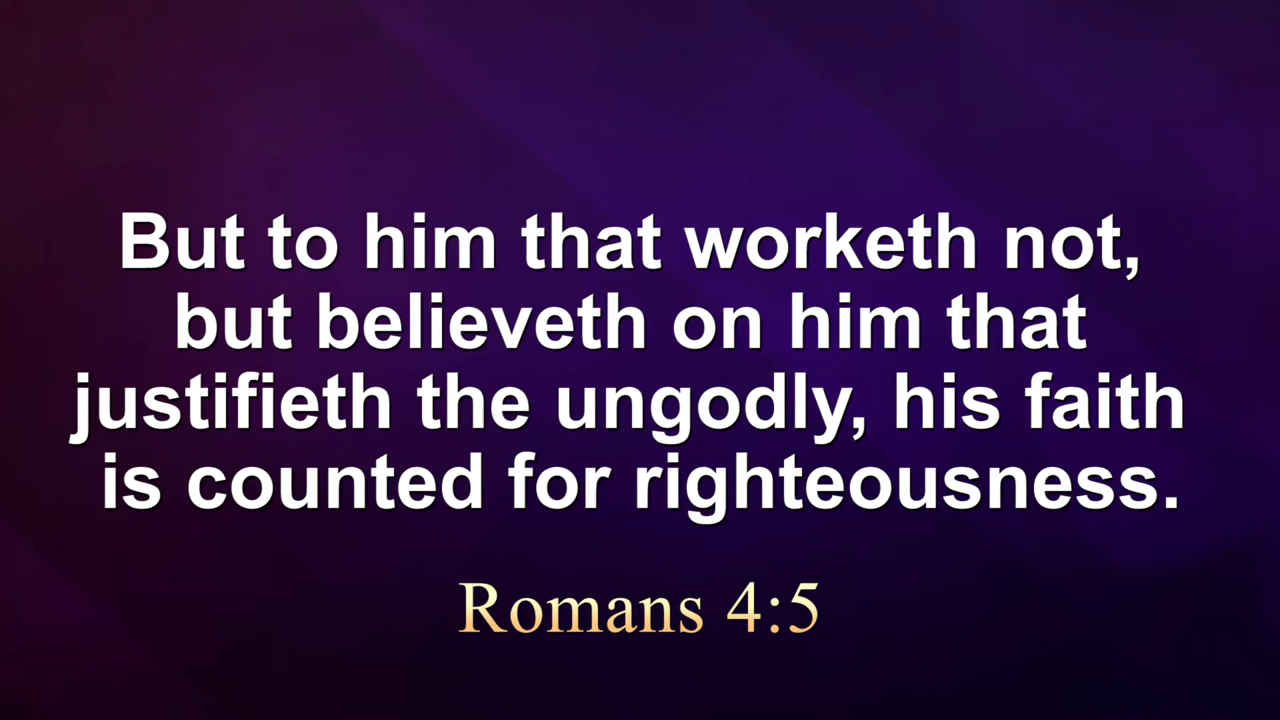 But to him that worketh not,
but believeth on him that
justifieth the ungodly, his faith
is counted for righteousness.
Romans 4:5